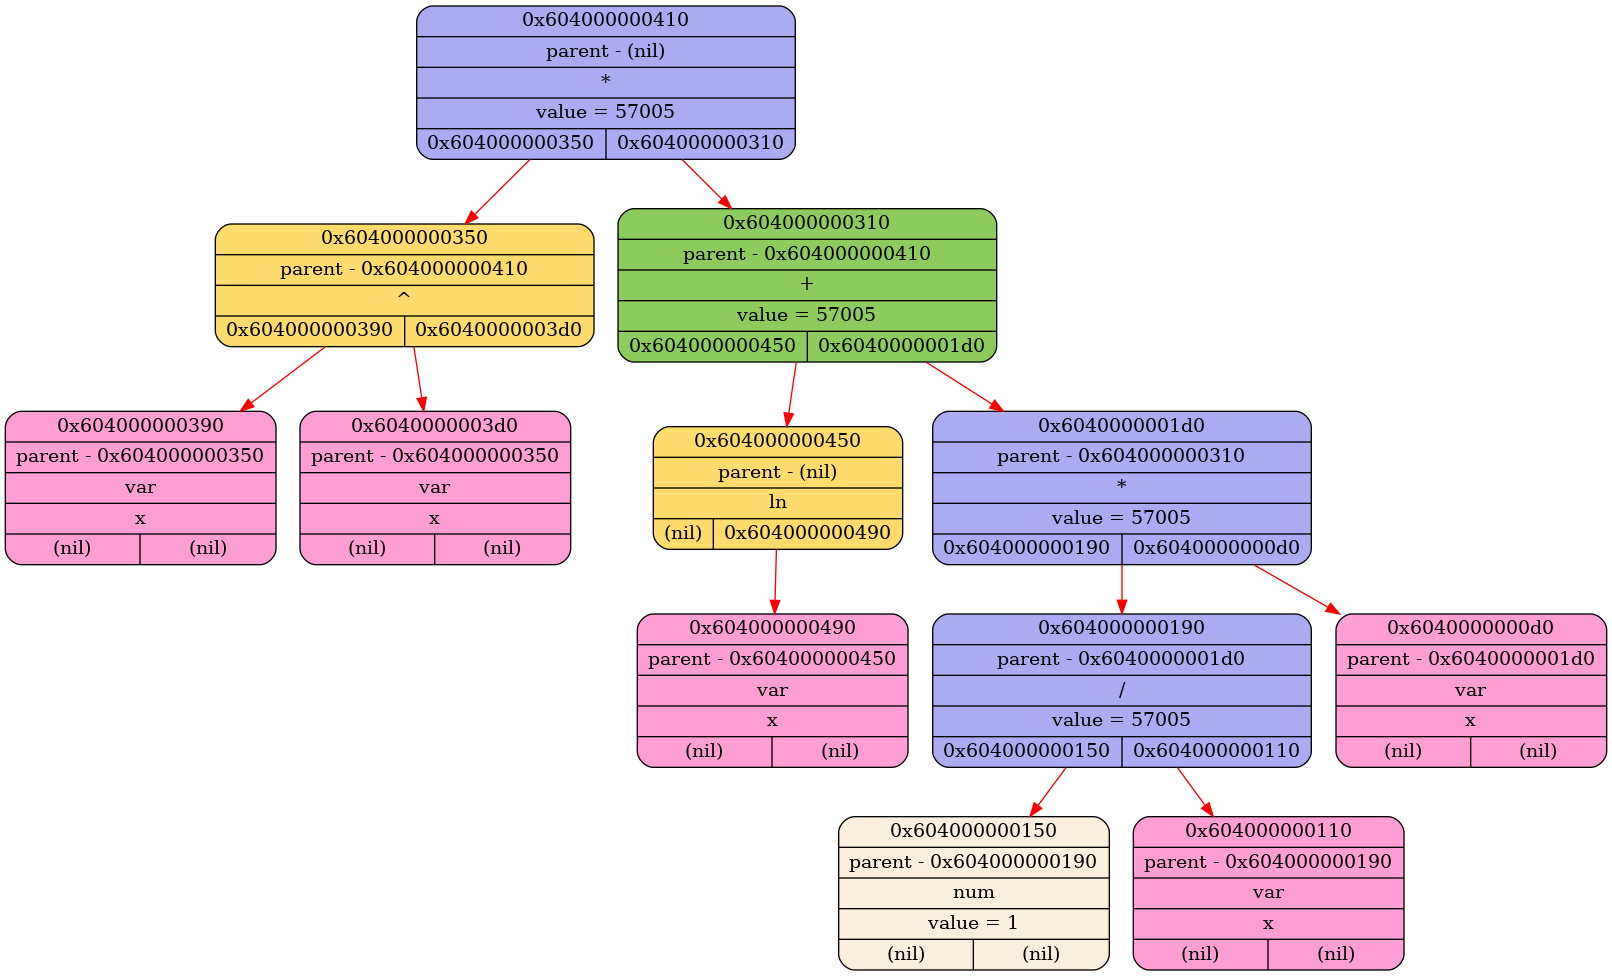 0x604000000410
parent - (nil)
*
value = 57005
0x604000000350 0x604000000310
0x604000000350
parent - 0x604000000410
^
0x604000000390 0x6040000003d0
0x604000000310
parent - 0x604000000410
+
value = 57005
0x604000000450 0x6040000001d0
0x604000000390
parent - 0x604000000350
var
x
(nil) (nil)
0x6040000003d0
parent - 0x604000000350
var
x
(nil) (nil)
0x604000000450
parent - (nil)
ln
(nil) 0x604000000490
0x6040000001d0
parent - 0x604000000310
*
value = 57005
0x604000000190 0x6040000000d0
0x604000000490
parent - 0x604000000450
var
x
(nil) (nil)
0x604000000190
parent - 0x6040000001d0
/
value = 57005
0x604000000150 0x604000000110
0x6040000000d0
parent - 0x6040000001d0
var
x
(nil) (nil)
0x604000000150
parent - 0x604000000190
num
value = 1
(nil) (nil)
0x604000000110
parent - 0x604000000190
var
x
(nil) (nil)